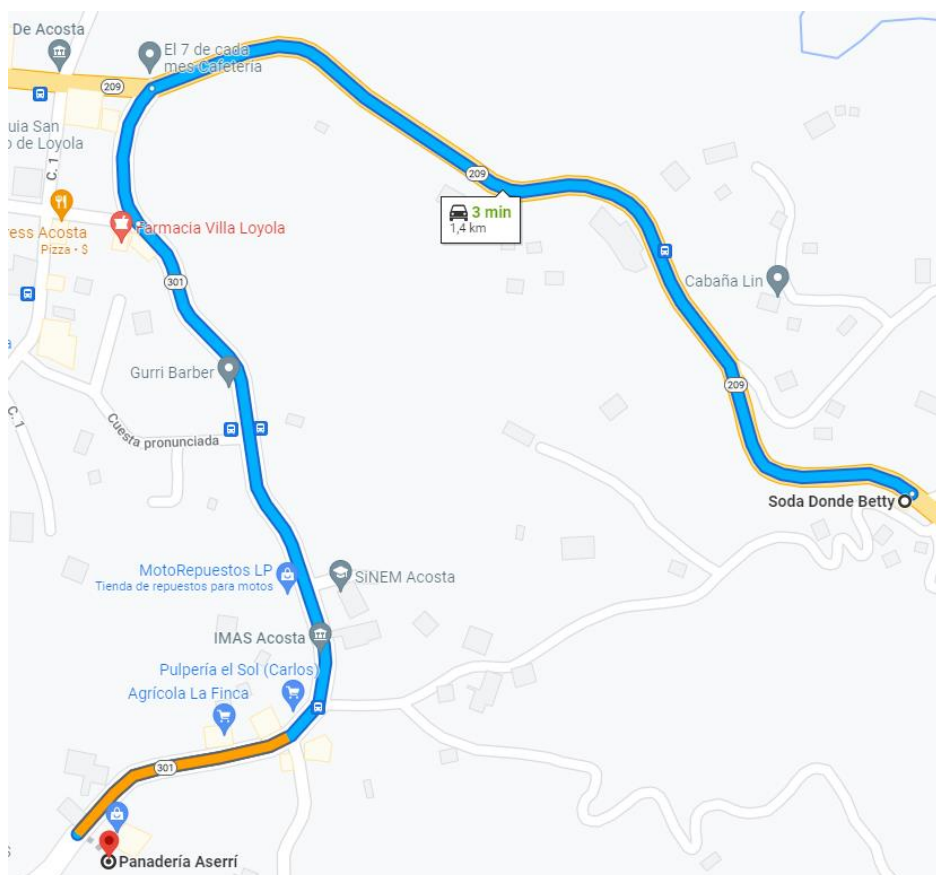 De Acosta
El 7 de cada
mes Cafetería
209
uia San
o de Loyola
C. 1
209
3 min
1,4 km
ress Acosta
Pizza · $
Farmacia Villa Loyola
301
Cabaña Lin
Gurri Barber
209
C. 1
Cuesta pronunciada
Soda Donde Betty
MotoRepuestos LP
Tienda de repuestos para motos
SiNEM Acosta
IMAS Acosta
Pulpería el Sol (Carlos)
Agrícola La Finca
301
Panadería Aserrí